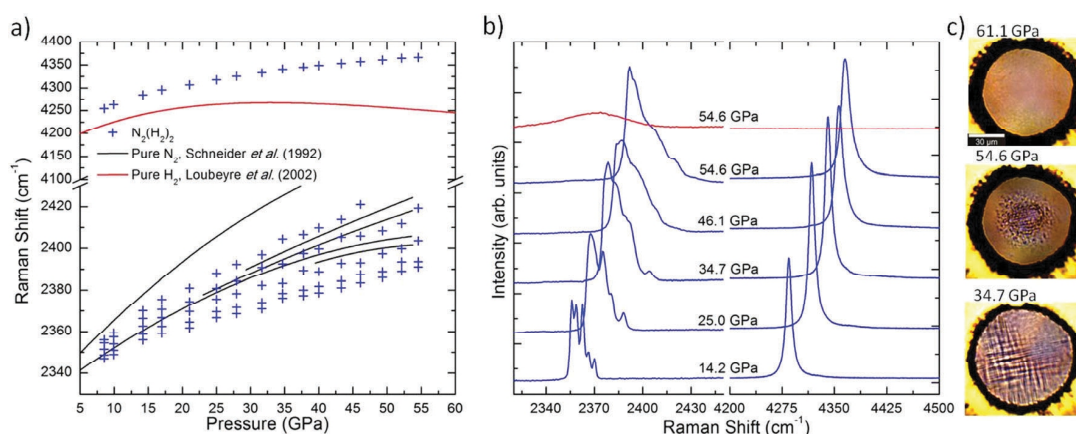 a)
4400
4350
4300
4250
4200
4150
4100
2420
2400
2380
2360
2340
Raman Shift (cm⁻¹)
N₂(H₂)₂
Pure N₂, Schneider et al. (1992)
Pure H₂, Loubeyre et al. (2002)
5 10 15 20 25 30 35 40 45 50 55 60
Pressure (GPa)
b)
Intensity (arb. units)
54.6 GPa
54.6 GPa
46.1 GPa
34.7 GPa
25.0 GPa
14.2 GPa
2340 2370 2400 2430 4200 4275 4350 4425 4500
Raman Shift (cm⁻¹)
c)
61.1 GPa
30 µm
54.6 GPa
34.7 GPa